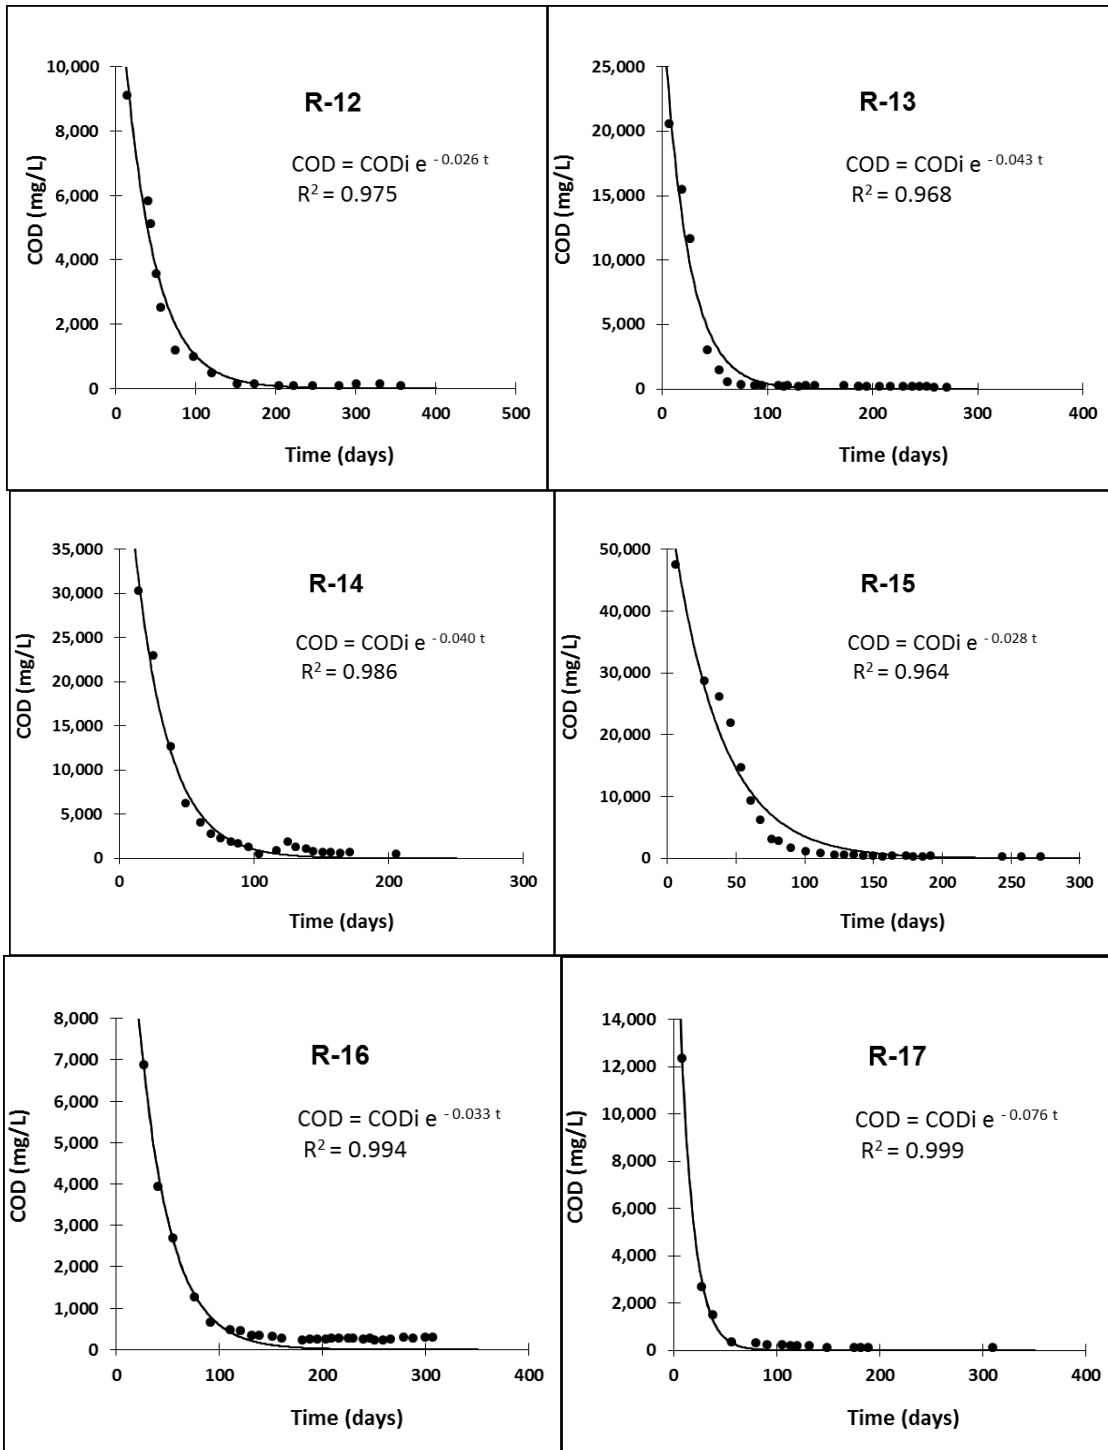 R-12
COD = CODi e - 0.026 t
R2 = 0.975
COD (mg/L)
10,000
8,000
6,000
4,000
2,000
0
0 100 200 300 400 500
Time (days)
R-13
COD = CODi e - 0.043 t
R2 = 0.968
COD (mg/L)
25,000
20,000
15,000
10,000
5,000
0
0 100 200 300 400
Time (days)
R-14
COD = CODi e - 0.040 t
R2 = 0.986
COD (mg/L)
35,000
30,000
25,000
20,000
15,000
10,000
5,000
0
0 100 200 300
Time (days)
R-15
COD = CODi e - 0.028 t
R2 = 0.964
COD (mg/L)
50,000
40,000
30,000
20,000
10,000
0
0 50 100 150 200 250 300
Time (days)
R-16
COD = CODi e - 0.033 t
R2 = 0.994
COD (mg/L)
8,000
7,000
6,000
5,000
4,000
3,000
2,000
1,000
0
0 100 200 300 400
Time (days)
R-17
COD = CODi e - 0.076 t
R2 = 0.999
COD (mg/L)
14,000
12,000
10,000
8,000
6,000
4,000
2,000
0
0 100 200 300 400
Time (days)